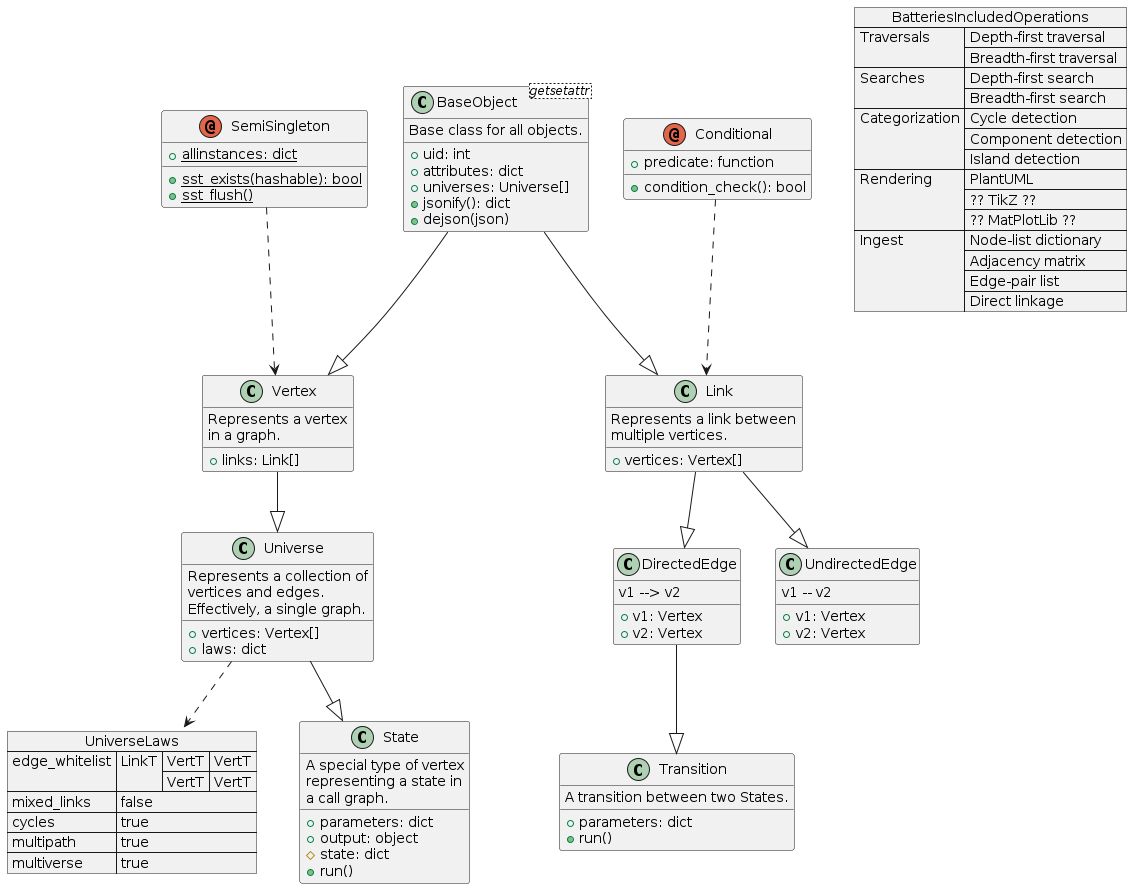 BatteriesIncludedOperations
Traversals
Depth-first traversal
Breadth-first traversal
Searches
Depth-first search
Breadth-first search
Categorization
Cycle detection
Component detection
Island detection
Rendering
PlantUML
?? TikZ ??
?? MatPlotLib ??
Ingest
Node-list dictionary
Adjacency matrix
Edge-pair list
Direct linkage
@ SemiSingleton
allinstances: dict
sst_exists(hashable): bool
sst_flush()
getsetattr
C BaseObject
Base class for all objects.
uid: int
attributes: dict
universes: Universe[]
jsonify(): dict
dejson(json)
@ Conditional
predicate: function
condition_check(): bool
C Vertex
Represents a vertex
in a graph.
links: Link[]
C Link
Represents a link between
multiple vertices.
vertices: Vertex[]
C Universe
Represents a collection of
vertices and edges.
Effectively, a single graph.
vertices: Vertex[]
laws: dict
C DirectedEdge
v1 --> v2
v1: Vertex
v2: Vertex
C UndirectedEdge
v1 -- v2
v1: Vertex
v2: Vertex
UniverseLaws
edge_whitelist LinkT VertT VertT
VertT VertT
mixed_links false
cycles true
multipath true
multiverse true
C State
A special type of vertex
representing a state in
a call graph.
parameters: dict
output: object
state: dict
run()
C Transition
A transition between two States.
parameters: dict
run()